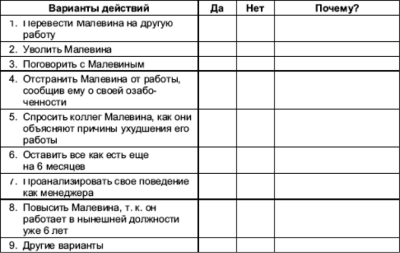 Варианты действий Да Нет Почему?
1. Перевести Малевина на другую
работу
2. Уволить Малевина
3. Поговорить с Малевиным
4. Отстранить Малевина от работы,
сообщив ему о своей озабо-
ченности
5. Спросить коллег Малевина, как они
объясняют причины ухудшения его
работы
6. Оставить все как есть еще
на 6 месяцев
7. Проанализировать свое поведение
как менеджера
8. Повысить Малевина, т. к. он
работает в нынешней должности
уже 6 лет
9. Другие варианты